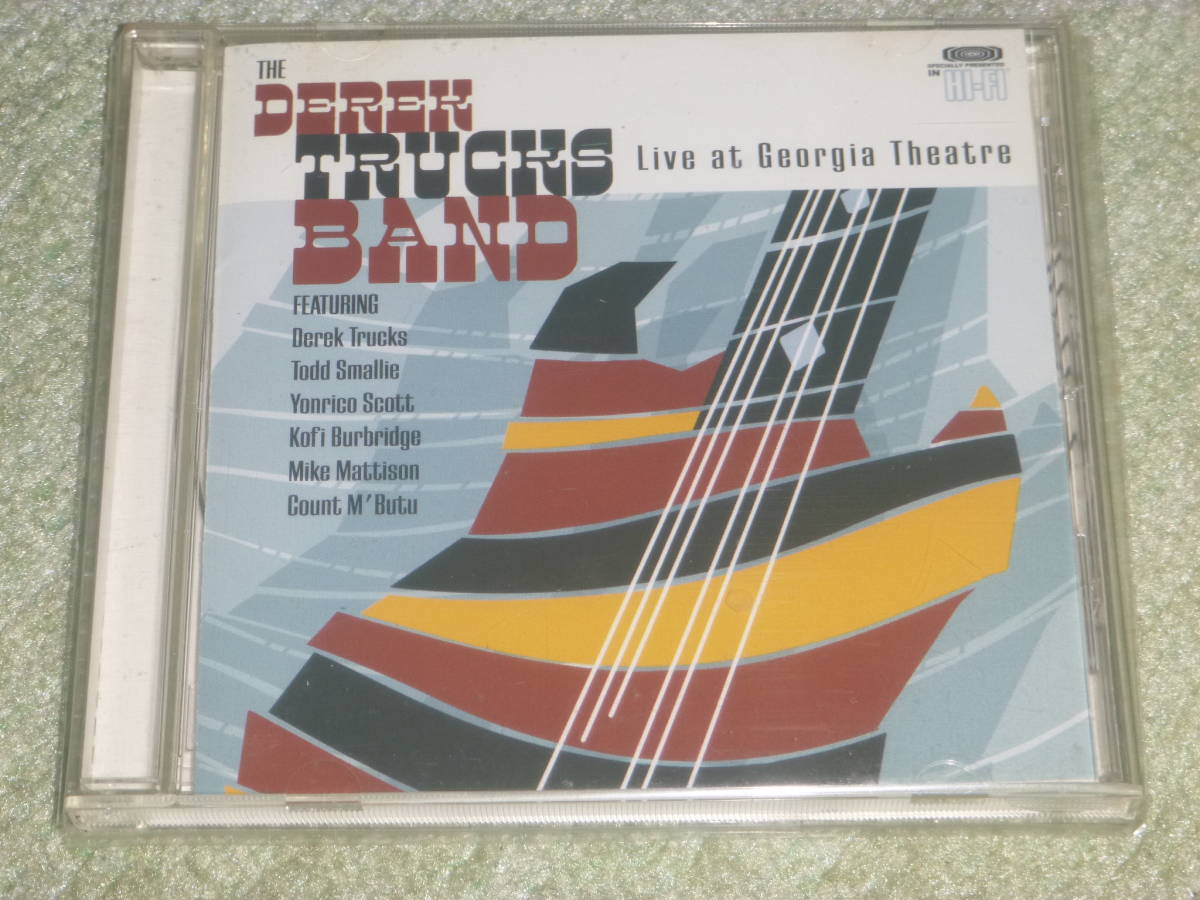 THE
DEREK
TRUCKS
BAND
Live at Georgia Theatre
SPECIALLY PRESENTED
IN HI-FI
FEATURING
Derek Trucks
Todd Smallie
Yonrico Scott
Kofi Burbridge
Mike Mattison
Count M'Butu